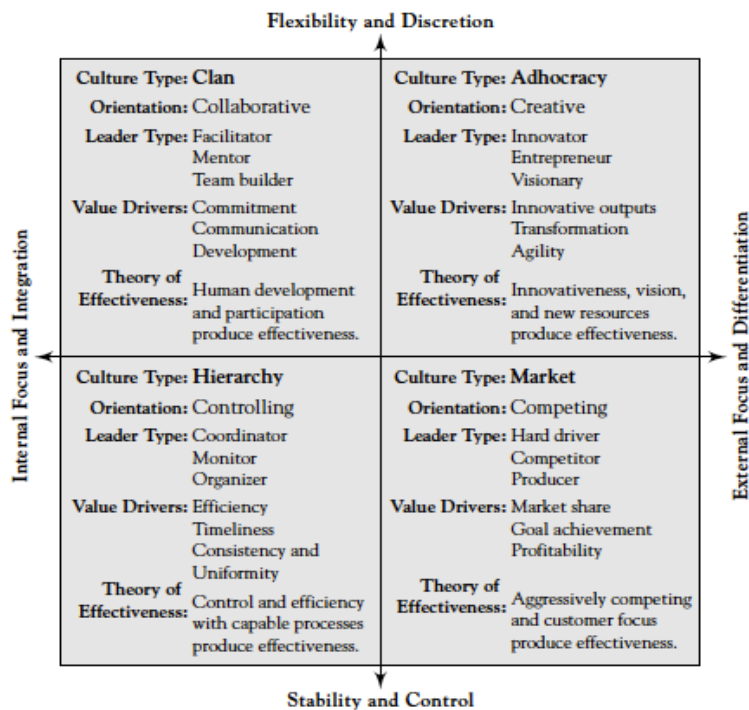 Flexibility and Discretion
Culture Type: Clan
Orientation: Collaborative
Leader Type: Facilitator
Mentor
Team builder
Value Drivers: Commitment
Communication
Development
Theory of
Effectiveness: Human development
and participation
produce effectiveness.
Culture Type: Adhocracy
Orientation: Creative
Leader Type: Innovator
Entrepreneur
Visionary
Value Drivers: Innovative outputs
Transformation
Agility
Theory of
Effectiveness: Innovativeness, vision,
and new resources
produce effectiveness.
Internal Focus and Integration
External Focus and Differentiation
Culture Type: Hierarchy
Orientation: Controlling
Leader Type: Coordinator
Monitor
Organizer
Value Drivers: Efficiency
Timeliness
Consistency and
Uniformity
Theory of
Effectiveness: Control and efficiency
with capable processes
produce effectiveness.
Culture Type: Market
Orientation: Competing
Leader Type: Hard driver
Competitor
Producer
Value Drivers: Market share
Goal achievement
Profitability
Theory of
Effectiveness: Aggressively competing
and customer focus
produce effectiveness.
Stability and Control